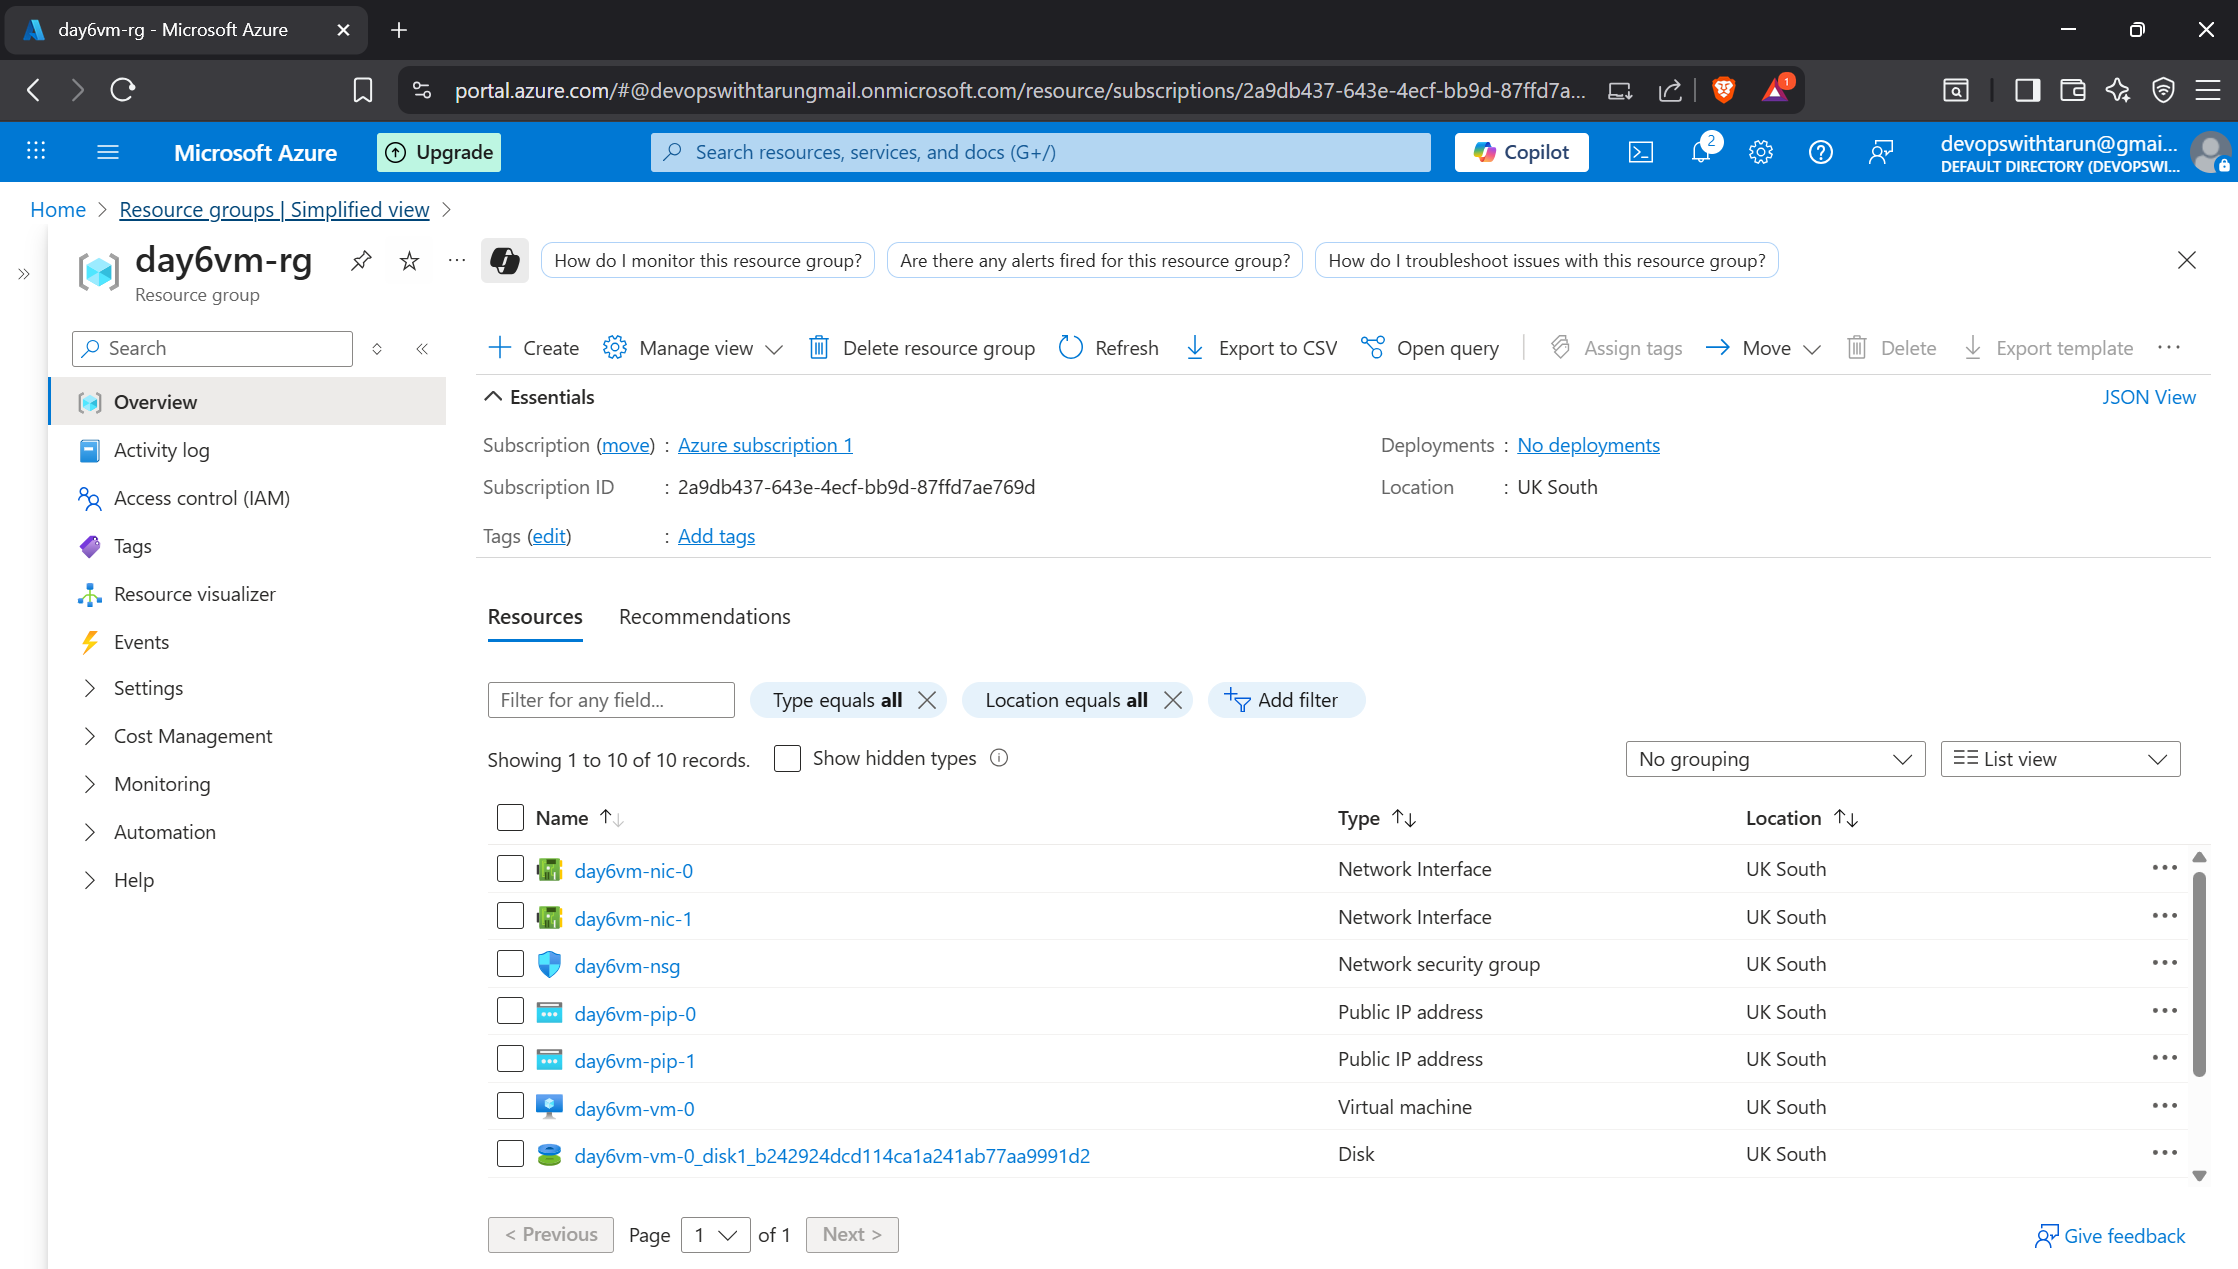 day6vm-rg - Microsoft Azure
portal.azure.com/#@devopswithtarungmail.onmicrosoft.com/resource/subscriptions/2a9db437-643e-4ecf-bb9d-87ffd7a...
1
Microsoft Azure
Upgrade
Search resources, services, and docs (G+/)
Copilot
2
devopswithtarun@gmai...
DEFAULT DIRECTORY (DEVOPSWI...
Home > Resource groups | Simplified view >
day6vm-rg
Resource group
How do I monitor this resource group?
Are there any alerts fired for this resource group?
How do I troubleshoot issues with this resource group?
Search
Overview
Activity log
Access control (IAM)
Tags
Resource visualizer
Events
Settings
Cost Management
Monitoring
Automation
Help
Create
Manage view
Delete resource group
Refresh
Export to CSV
Open query
Assign tags
Move
Delete
Export template
Essentials
JSON View
Subscription (move) : Azure subscription 1
Deployments : No deployments
Subscription ID : 2a9db437-643e-4ecf-bb9d-87ffd7ae769d
Location : UK South
Tags (edit) : Add tags
Resources
Recommendations
Filter for any field...
Type equals all
Location equals all
Add filter
Showing 1 to 10 of 10 records.
Show hidden types
No grouping
List view
Name Type Location
day6vm-nic-0 Network Interface UK South
day6vm-nic-1 Network Interface UK South
day6vm-nsg Network security group UK South
day6vm-pip-0 Public IP address UK South
day6vm-pip-1 Public IP address UK South
day6vm-vm-0 Virtual machine UK South
day6vm-vm-0_disk1_b242924dcd114ca1a241ab77aa9991d2 Disk UK South
< Previous Page 1 of 1 Next >
Give feedback